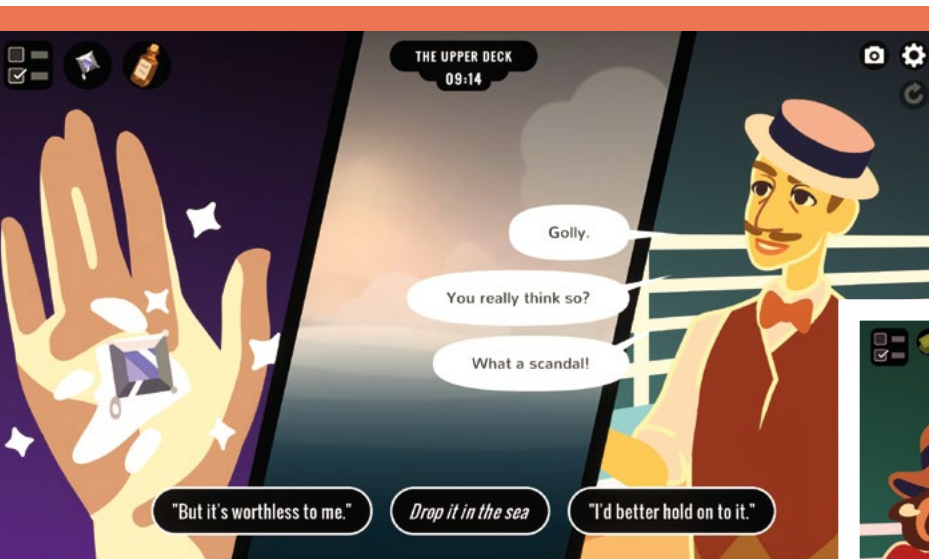 THE UPPER DECK
09:14
Golly.
You really think so?
What a scandal!
"But it's worthless to me."
Drop it in the sea
"I'd better hold on to it."